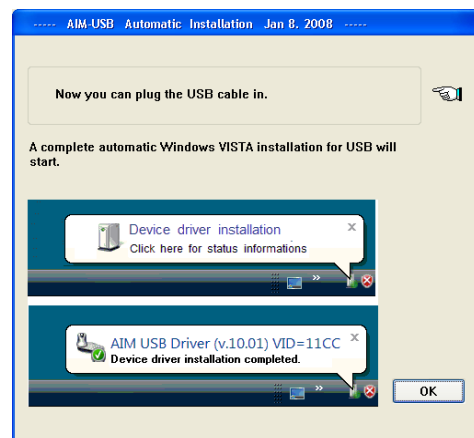 ----- AIM-USB Automatic Installation Jan 8. 2008 -----
Now you can plug the USB cable in.
A complete automatic Windows VISTA installation for USB will
start.
Device driver installation x
Click here for status informations
»
AIM USB Driver (v.10.01) VID=11CC x
Device driver installation completed.
»
OK